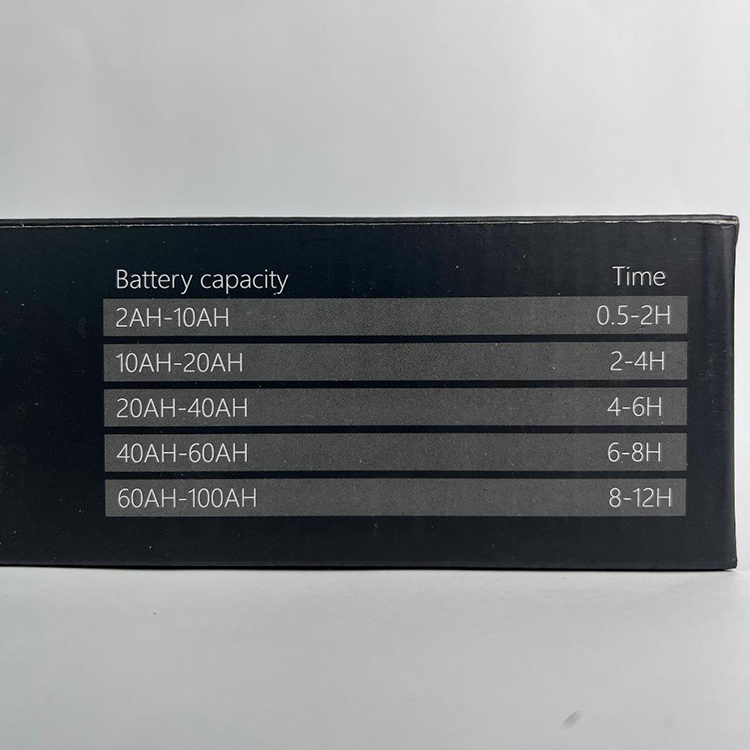 Battery capacity Time
2AH-10AH 0.5-2H
10AH-20AH 2-4H
20AH-40AH 4-6H
40AH-60AH 6-8H
60AH-100AH 8-12H